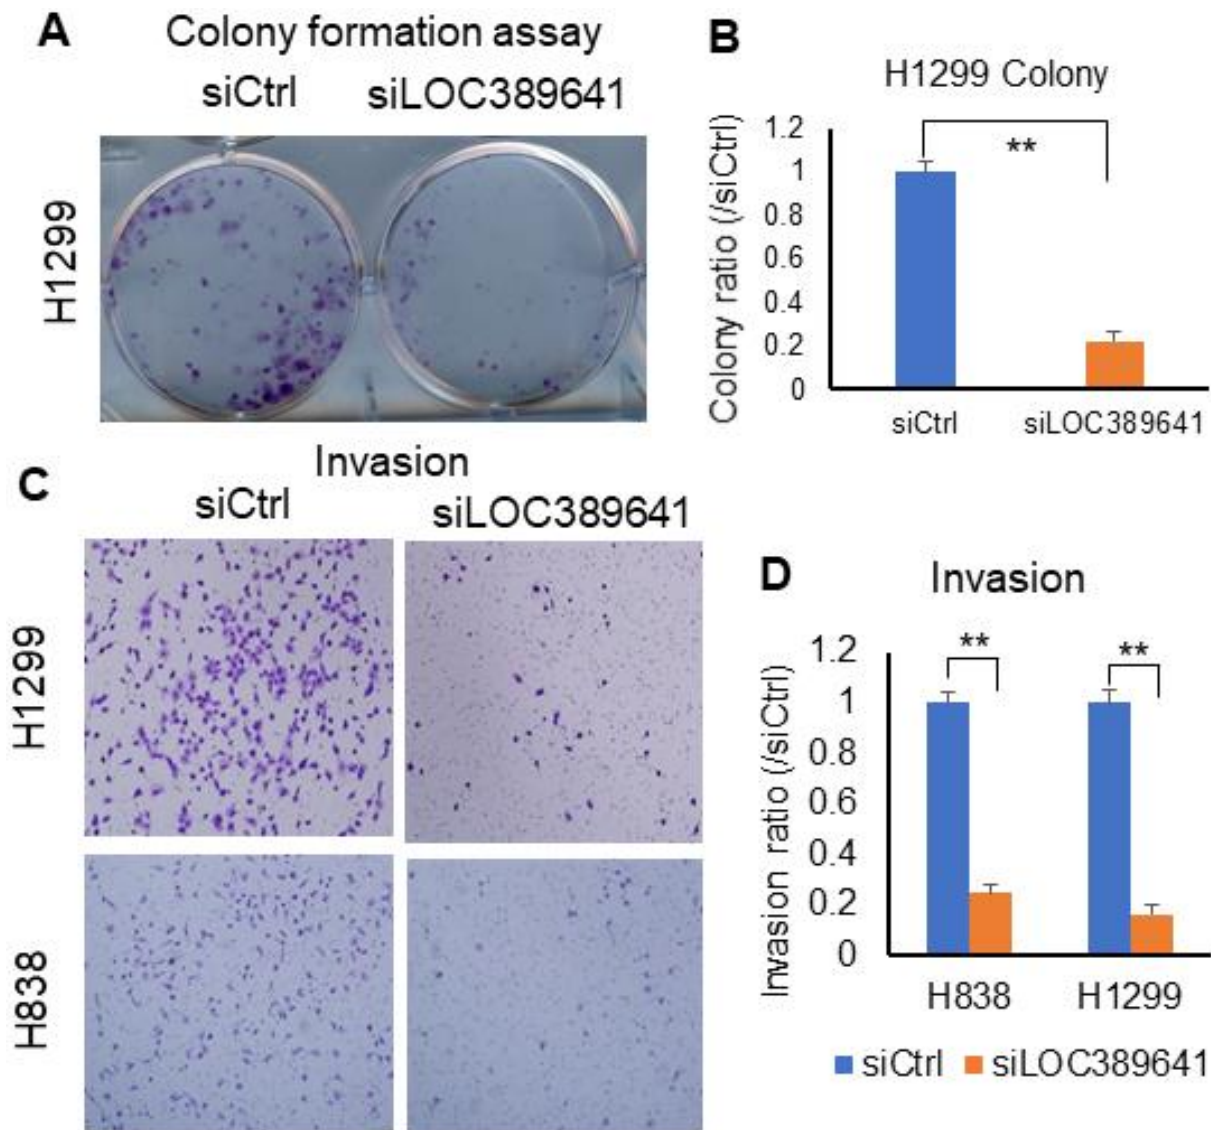 A
Colony formation assay
siCtrl
siLOC389641
H1299
B
H1299 Colony
Colony ratio (/siCtrl)
1.2
1
0.8
0.6
0.4
0.2
0
**
siCtrl
siLOC389641
C
Invasion
siCtrl
siLOC389641
H1299
H838
D
Invasion
Invasion ratio (/siCtrl)
1.2
1
0.8
0.6
0.4
0.2
0
**
**
H838
H1299
siCtrl
siLOC389641